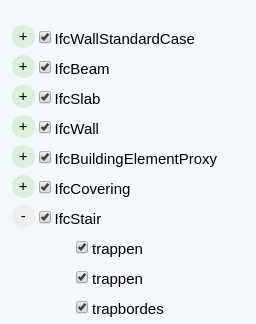 + IfcWallStandardCase
+ IfcBeam
+ IfcSlab
+ IfcWall
+ IfcBuildingElementProxy
+ IfcCovering
- IfcStair
trappen
trappen
trapbordes